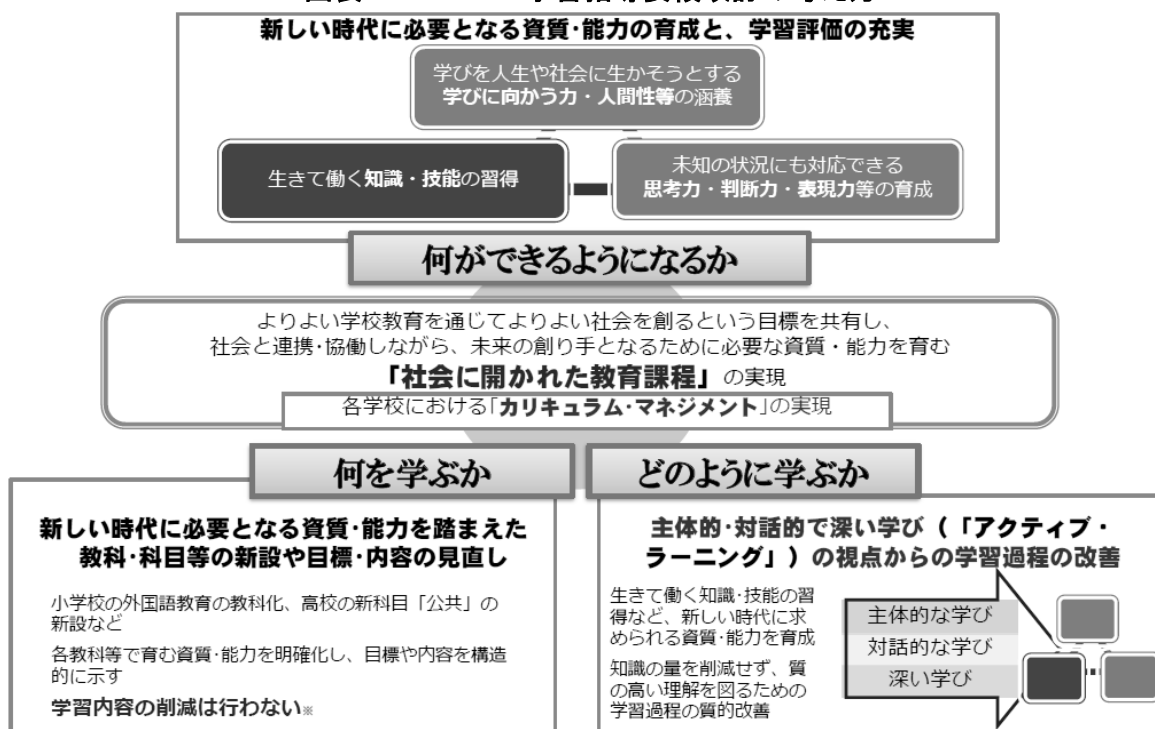 新しい時代に必要となる資質･能力の育成と、学習評価の充実
学びを人生や社会に生かそうとする
学びに向かう力・人間性等の涵養
生きて働く知識・技能の習得
未知の状況にも対応できる
思考力・判断力・表現力等の育成
何ができるようになるか
よりよい学校教育を通じてよりよい社会を創るという目標を共有し、
社会と連携･協働しながら、未来の創り手となるために必要な資質・能力を育む
「社会に開かれた教育課程」の実現
各学校における「カリキュラム･マネジメント」の実現
何を学ぶか
新しい時代に必要となる資質･能力を踏まえた
教科･科目等の新設や目標･内容の見直し
小学校の外国語教育の教科化、高校の新科目「公共」の
新設など
各教科等で育む資質･能力を明確化し、目標や内容を構造
的に示す
学習内容の削減は行わない※
どのように学ぶか
主体的･対話的で深い学び（「アクティブ・
ラーニング」）の視点からの学習過程の改善
生きて働く知識･技能の習
得など、新しい時代に求
められる資質･能力を育成
知識の量を削減せず、質
の高い理解を図るための
学習過程の質的改善
主体的な学び
対話的な学び
深い学び